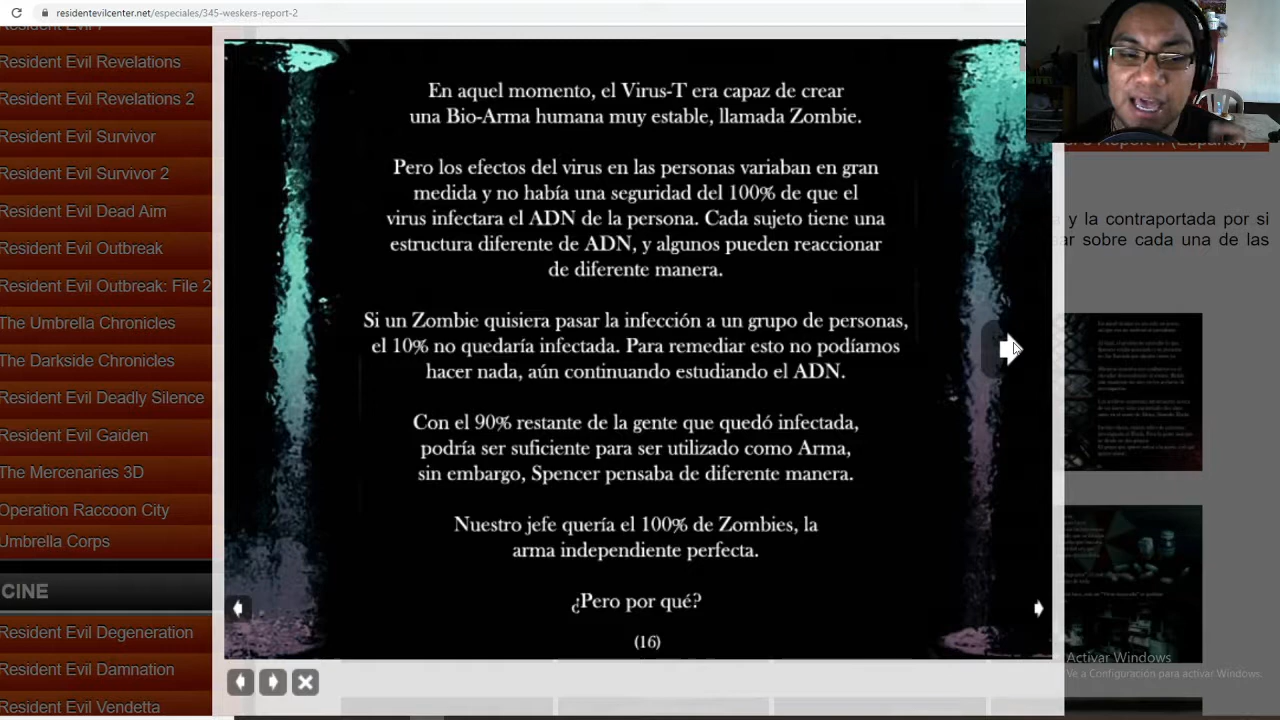 residentevilcenter.net/especiales/345-weskers-report-2
Resident Evil Revelations
Resident Evil Revelations 2
Resident Evil Survivor
Resident Evil Survivor 2
Resident Evil Dead Aim
Resident Evil Outbreak
Resident Evil Outbreak: File 2
The Umbrella Chronicles
The Darkside Chronicles
Resident Evil Deadly Silence
Resident Evil Gaiden
The Mercenaries 3D
Operation Raccoon City
Umbrella Corps
CINE
Resident Evil Degeneration
Resident Evil Damnation
Resident Evil Vendetta
En aquel momento, el Virus-T era capaz de crear
una Bio-Arma humana muy estable, llamada Zombie.
Pero los efectos del virus en las personas variaban en gran
medida y no había una seguridad del 100% de que el
virus infectara el ADN de la persona. Cada sujeto tiene una
estructura diferente de ADN, y algunos pueden reaccionar
de diferente manera.
Si un Zombie quisiera pasar la infección a un grupo de personas,
el 10% no quedaría infectada. Para remediar esto no podíamos
hacer nada, aún continuando estudiando el ADN.
Con el 90% restante de la gente que quedó infectada,
podría ser suficiente para ser utilizado como Arma,
sin embargo, Spencer pensaba de diferente manera.
Nuestro jefe quería el 100% de Zombies, la
arma independiente perfecta.
¿Pero por qué?
(16)
Report II (Español)
y la contraportada por si
sobre cada una de las
Activar Windows
Ve a Configuración para activar Windows.